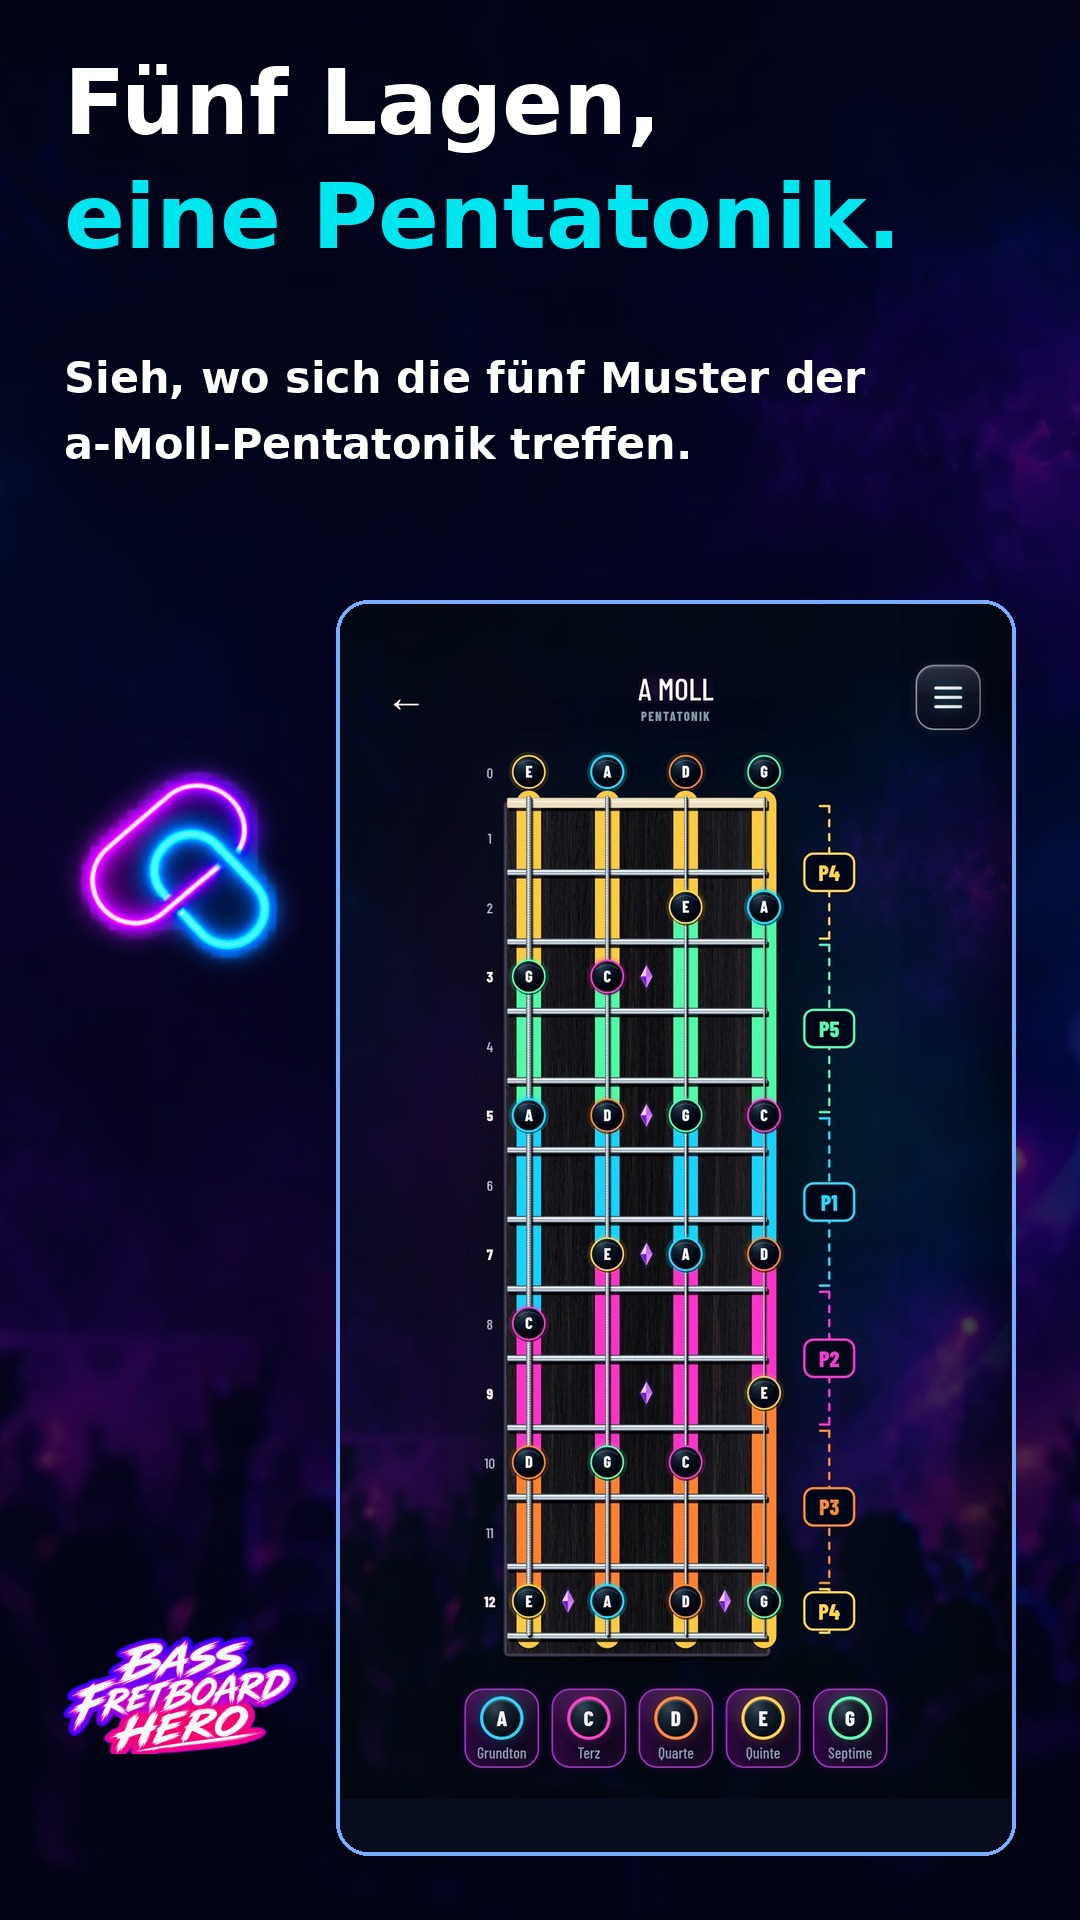 Fünf Lagen,
eine Pentatonik.
Sieh, wo sich die fünf Muster der
a-Moll-Pentatonik treffen.
←
A MOLL
PENTATONIK
0 E A D G
1
P4
2 E A
3 G C
P5
4
5 A D G C
6
P1
7 E A D
8 C
P2
9 E
10 D G C
P3
11
12 E A D G
P4
BASS
FRETBOARD
HERO
A C D E G
Grundton Terz Quarte Quinte Septime